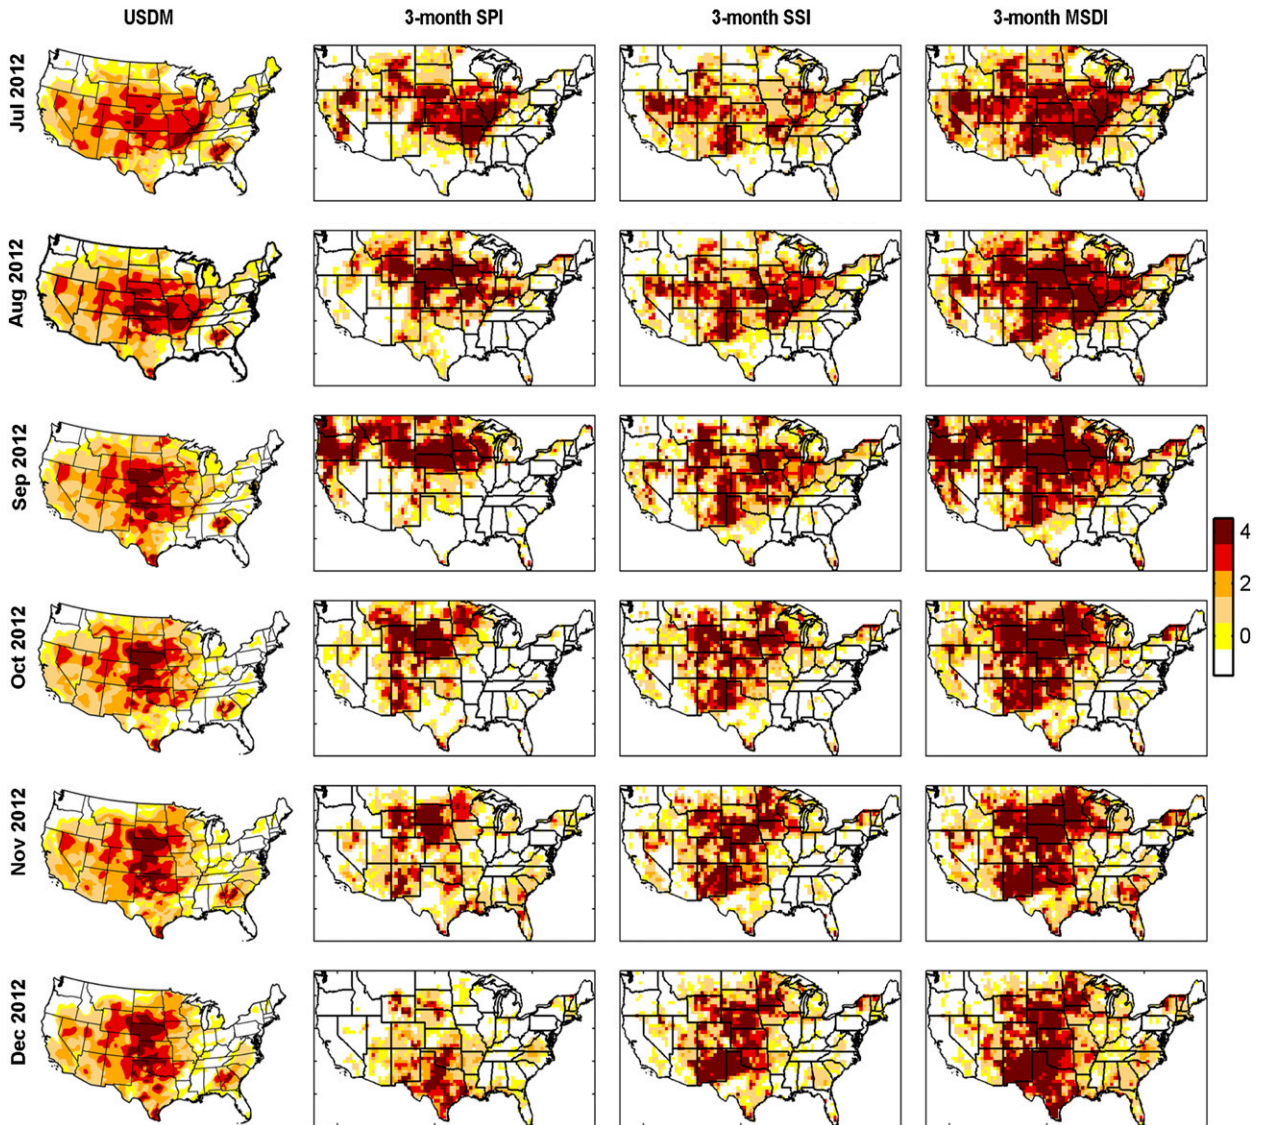 USDM 3-month SPI 3-month SSI 3-month MSDI
Jul 2012
Aug 2012
Sep 2012
Oct 2012
Nov 2012
Dec 2012
4
2
0